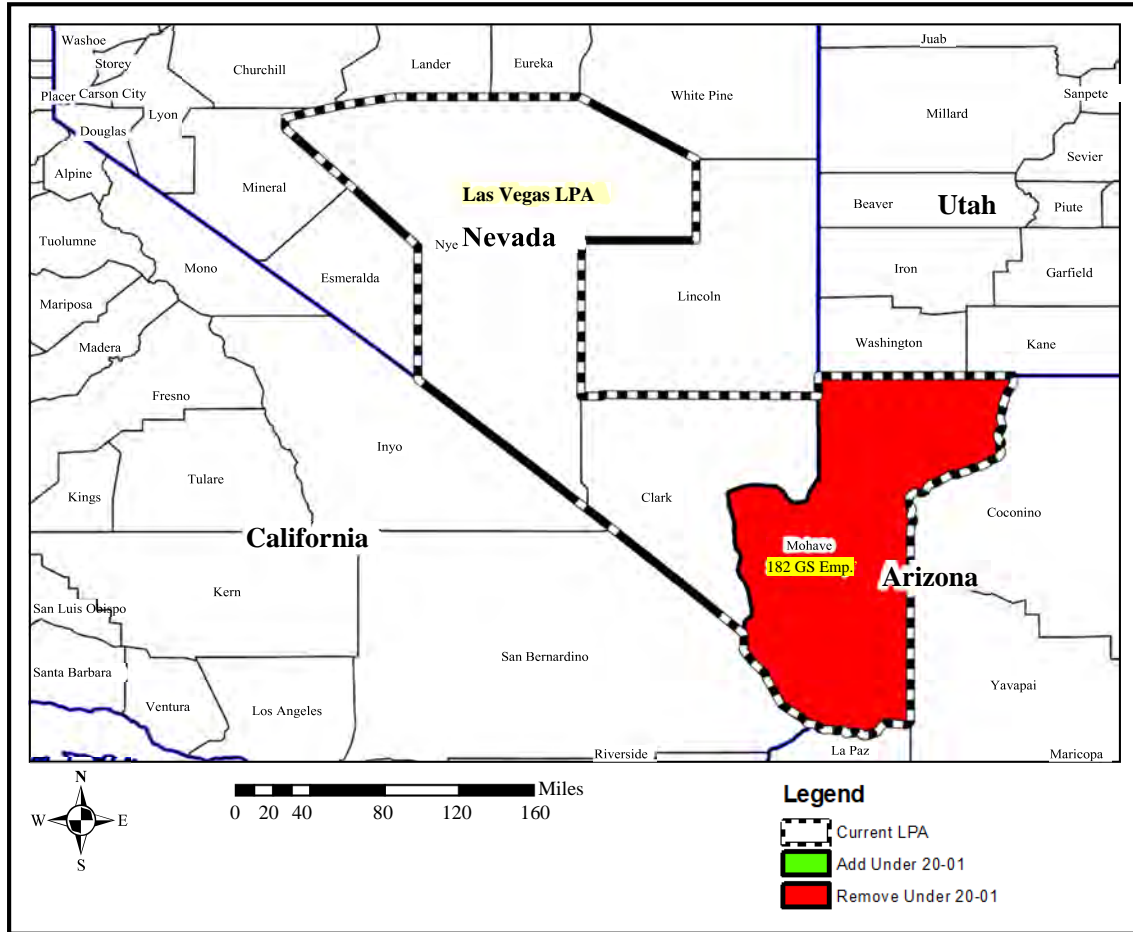 Washoe
Storey
Churchill
Lander
Eureka
White Pine
Juab
Sanpete
Placer
Carson City
Lyon
Douglas
Millard
Alpine
Mineral
Sevier
Las Vegas LPA
Beaver
Utah
Piute
Tuolumne
Nye
Nevada
Mono
Esmeralda
Iron
Garfield
Mariposa
Lincoln
Madera
Washington
Kane
Fresno
Inyo
Tulare
Kings
Clark
Coconino
California
Mohave
182 GS Emp.
Arizona
Kern
San Luis Obispo
San Bernardino
Santa Barbara
Yavapai
Ventura
Los Angeles
Riverside
La Paz
Maricopa
N
W
E
S
Miles
0 20 40 80 120 160
Legend
Current LPA
Add Under 20-01
Remove Under 20-01